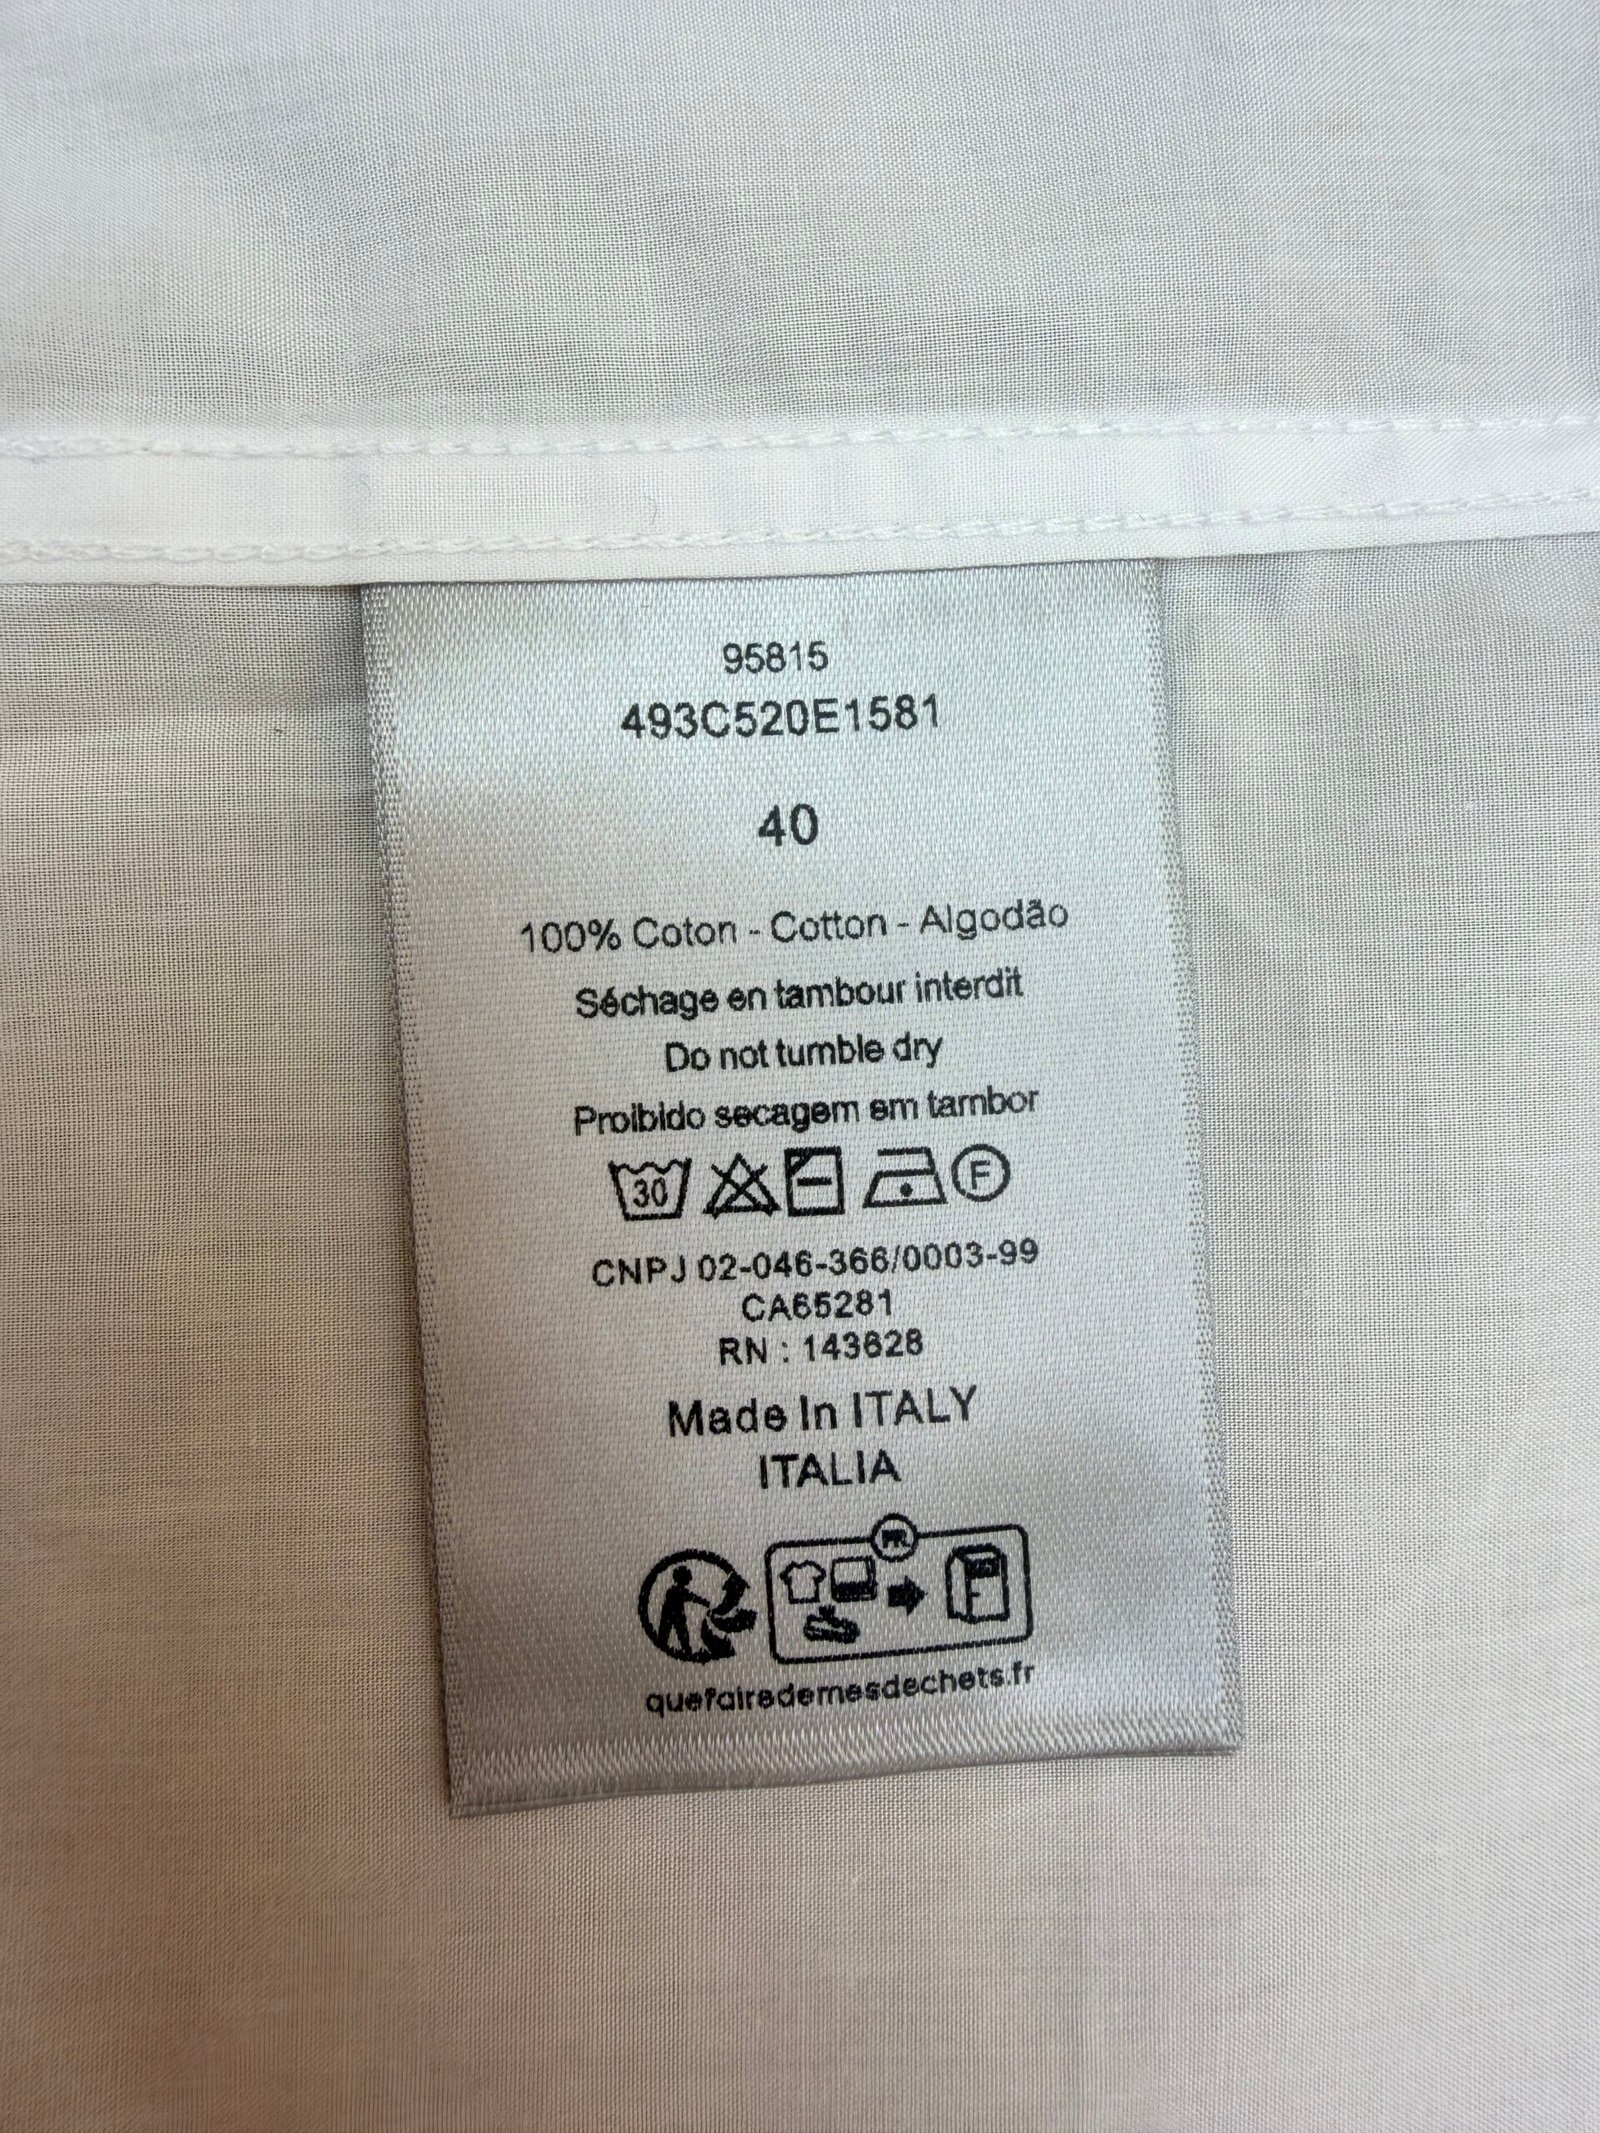 95815
493C520E1581
40
100% Coton - Cotton - Algodão
Séchage en tambour interdit
Do not tumble dry
Proibido secagem em tambor
30 F
CNPJ 02-046-366/0003-99
CA65281
RN : 143628
Made In ITALY
ITALIA
FR
quefairedemesdechets.fr